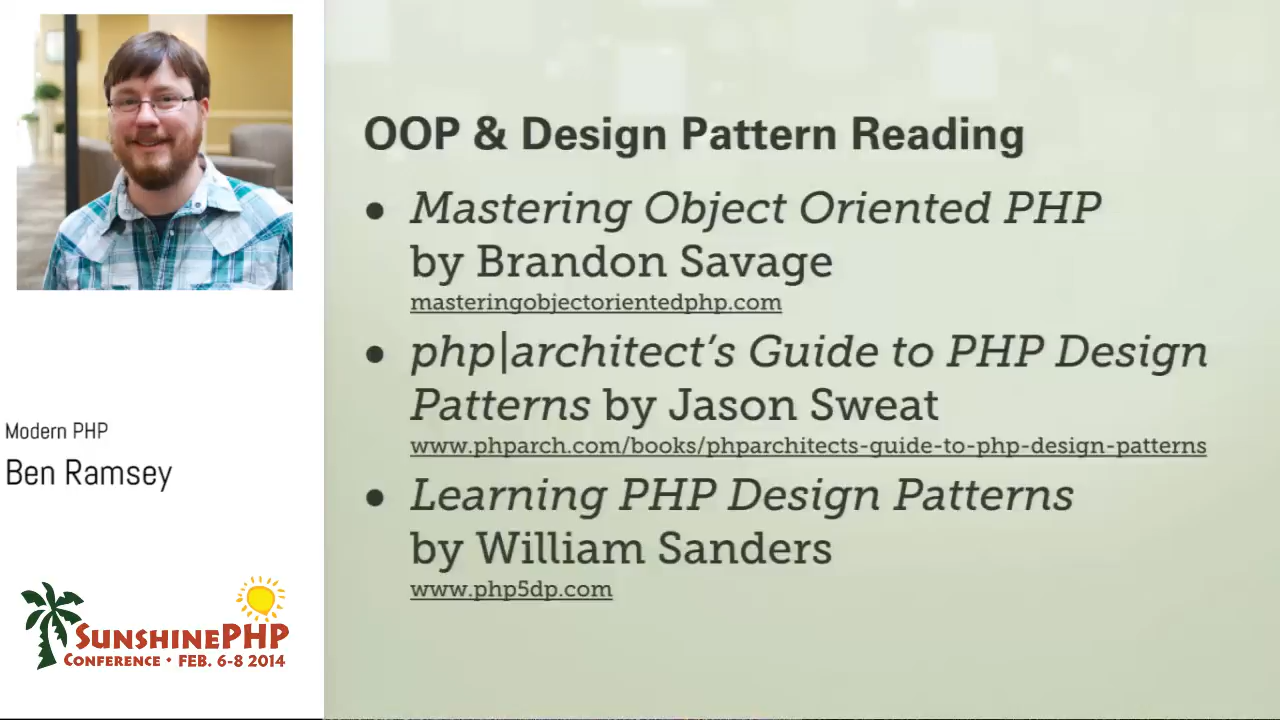 OOP & Design Pattern Reading
• Mastering Object Oriented PHP
by Brandon Savage
masteringobjectorientedphp.com
• php|architect’s Guide to PHP Design
Patterns by Jason Sweat
www.phparch.com/books/phparchitects-guide-to-php-design-patterns
• Learning PHP Design Patterns
by William Sanders
www.php5dp.com
Modern PHP
Ben Ramsey
SUNSHINEPHP
CONFERENCE • FEB. 6-8 2014